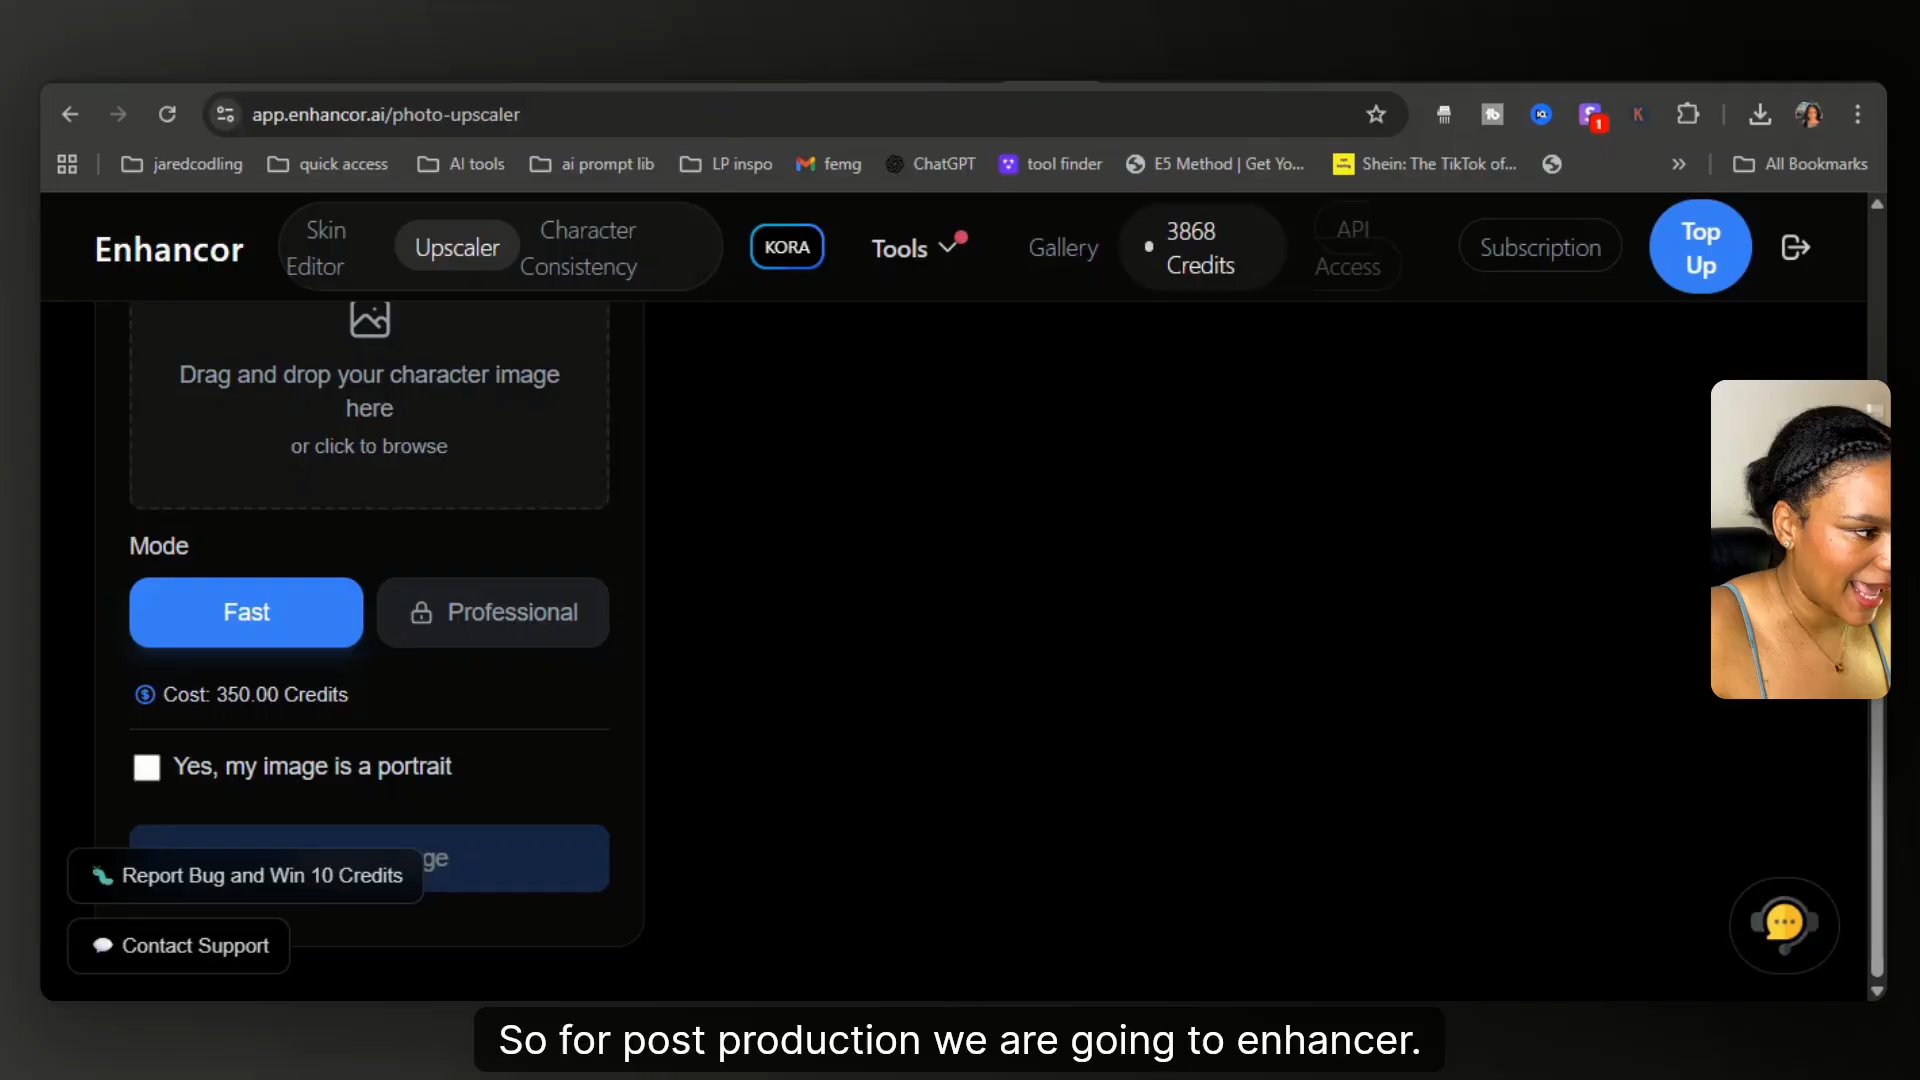 app.enhancor.ai/photo-upscaler
1
jaredcodling
quick access
AI tools
ai prompt lib
LP inspo
femg
ChatGPT
tool finder
E5 Method | Get Yo...
Shein: The TikTok of...
All Bookmarks
Enhancor
Skin Editor
Upscaler
Character Consistency
KORA
Tools
Gallery
3868 Credits
API Access
Subscription
Top Up
Drag and drop your character image
here
or click to browse
Mode
Fast
Professional
Cost: 350.00 Credits
Yes, my image is a portrait
ge
Report Bug and Win 10 Credits
Contact Support
So for post production we are going to enhancer.